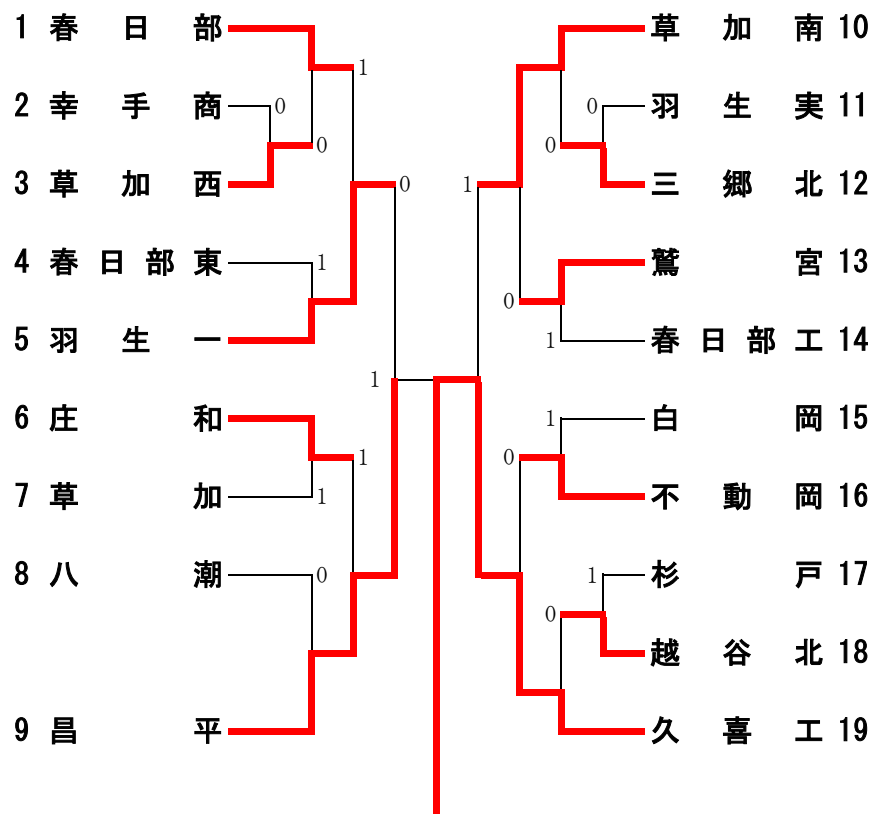 1 春日部
2 幸手商
3 草加西
4 春日部東
5 羽生一
6 庄和
7 草加
8 八潮
9 昌平
1
0
0
0
1
1
1
1
0
草加南 10
羽生実 11
三郷北 12
鷲宮 13
春日部工 14
白岡 15
不動岡 16
杉戸 17
越谷北 18
久喜工 19
0
0
1
0
1
1
0
1
0